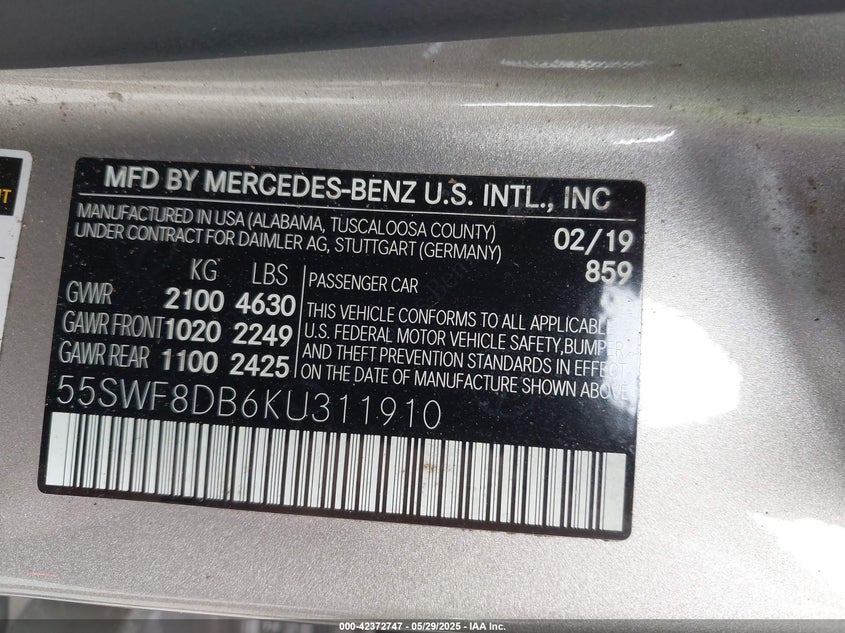 NT
MFD BY MERCEDES-BENZ U.S. INTL., INC
MANUFACTURED IN USA (ALABAMA, TUSCALOOSA COUNTY)
UNDER CONTRACT FOR DAIMLER AG, STUTTGART (GERMANY)
02/19
859
KG LBS
GVWR 2100 4630
GAWR FRONT 1020 2249
GAWR REAR 1100 2425
PASSENGER CAR
THIS VEHICLE CONFORMS TO ALL APPLICABLE
U.S. FEDERAL MOTOR VEHICLE SAFETY,BUMPER
AND THEFT PREVENTION STANDARDS IN EFFECT
ON THE DATE OF MANUFACTURE SHOWN ABOVE
55SWF8DB6KU311910
000-42372747 — 05/29/2025 — IAA Inc.